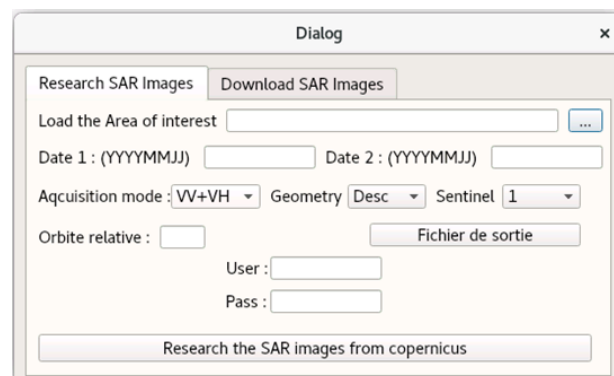 Dialog ×
Research SAR Images Download SAR Images
Load the Area of interest ...
Date 1 : (YYYYMMJJ) Date 2 : (YYYYMMJJ)
Aqcuisition mode : VV+VH Geometry Desc Sentinel 1
Orbite relative : Fichier de sortie
User :
Pass :
Research the SAR images from copernicus